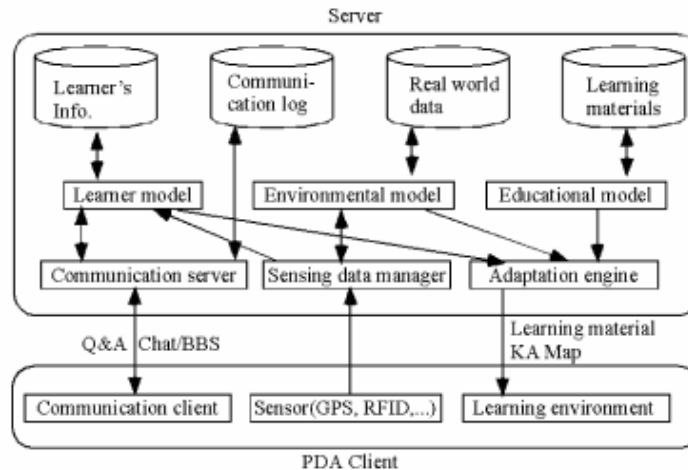 Server
Learner's
Info.
Communi-
cation log
Real world
data
Learning
materials
Learner model
Environmental model
Educational model
Communication server
Sensing data manager
Adaptation engine
Q&A
Chat/BBS
Learning material
KA Map
Communication client
Sensor(GPS, RFID,...)
Learning environment
PDA Client